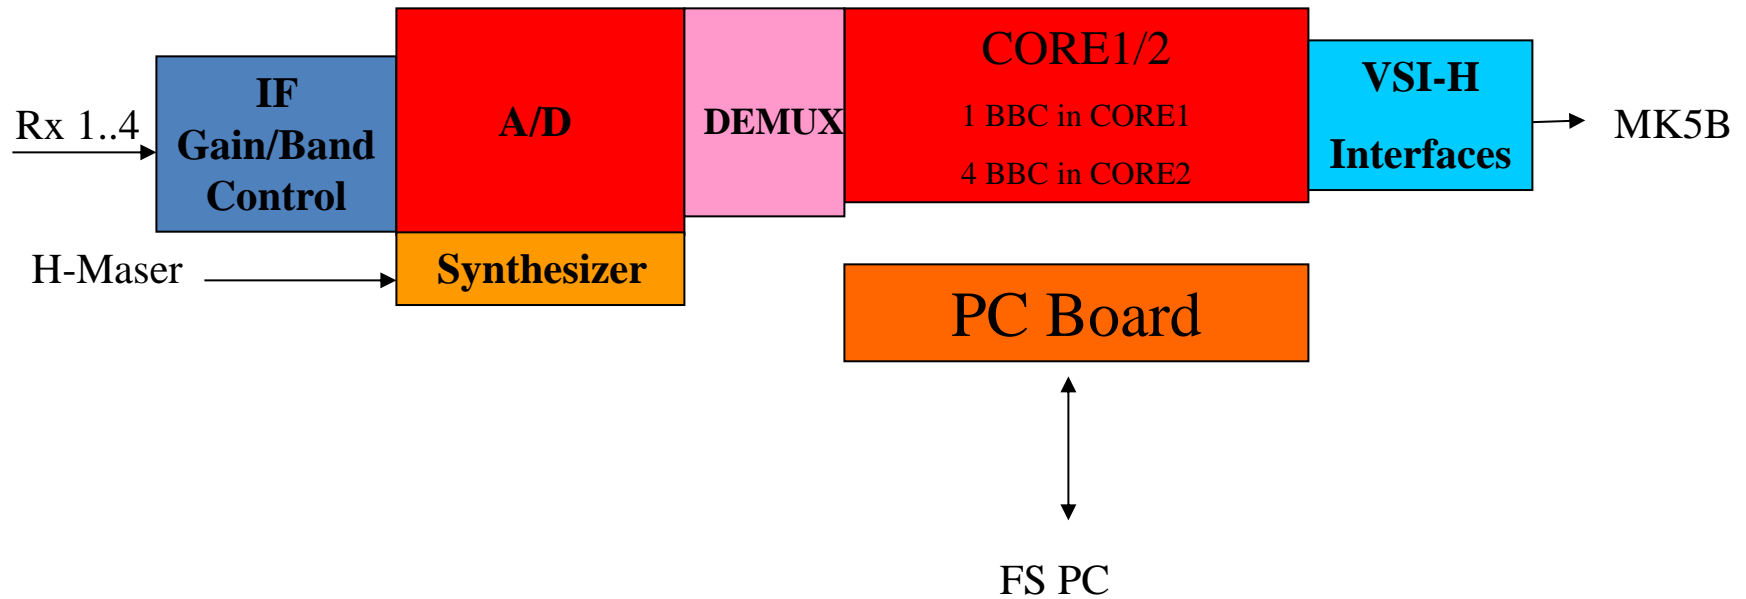 Rx 1..4
IF
Gain/Band
Control
H-Maser
A/D
Synthesizer
DEMUX
CORE1/2
1 BBC in CORE1
4 BBC in CORE2
VSI-H
Interfaces
MK5B
PC Board
FS PC